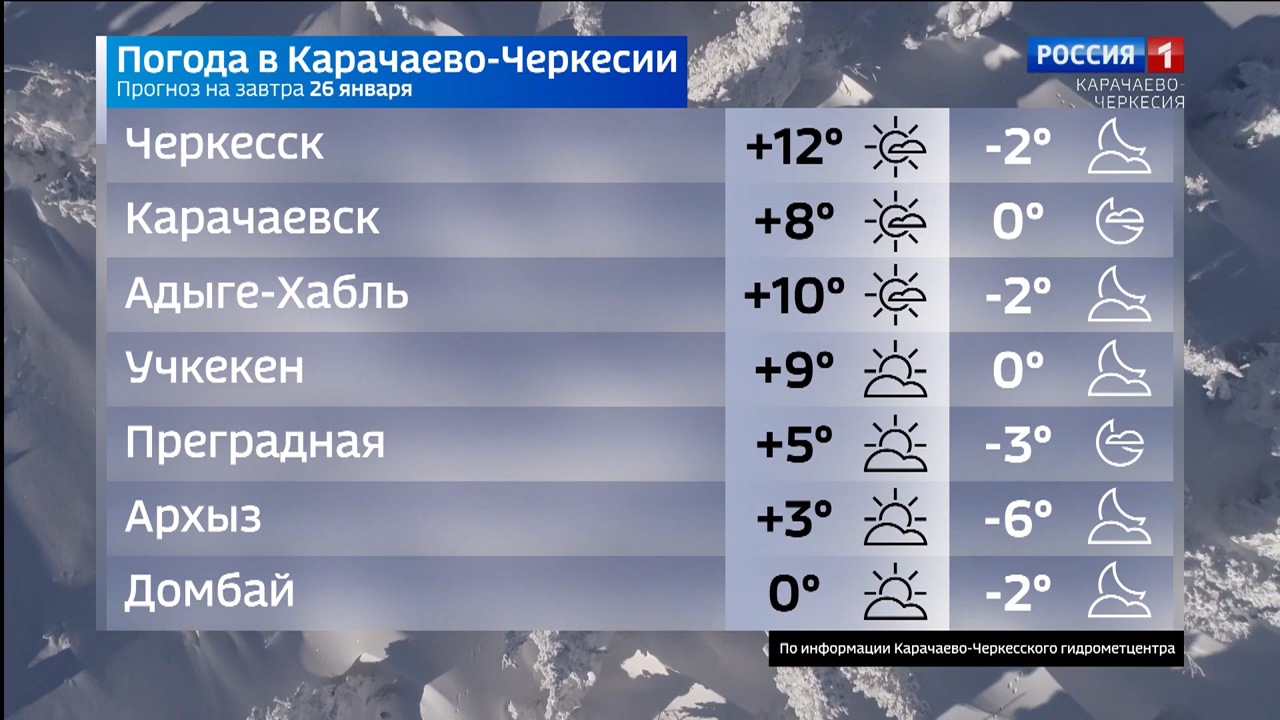 Погода в Карачаево-Черкесии
Прогноз на завтра 26 января
РОССИЯ 1
КАРАЧАЕВО-
ЧЕРКЕСИЯ
Черкесск +12° -2°
Карачаевск +8° 0°
Адыге-Хабль +10° -2°
Учкекен +9° 0°
Преградная +5° -3°
Архыз +3° -6°
Домбай 0° -2°
По информации Карачаево-Черкесского гидрометцентра